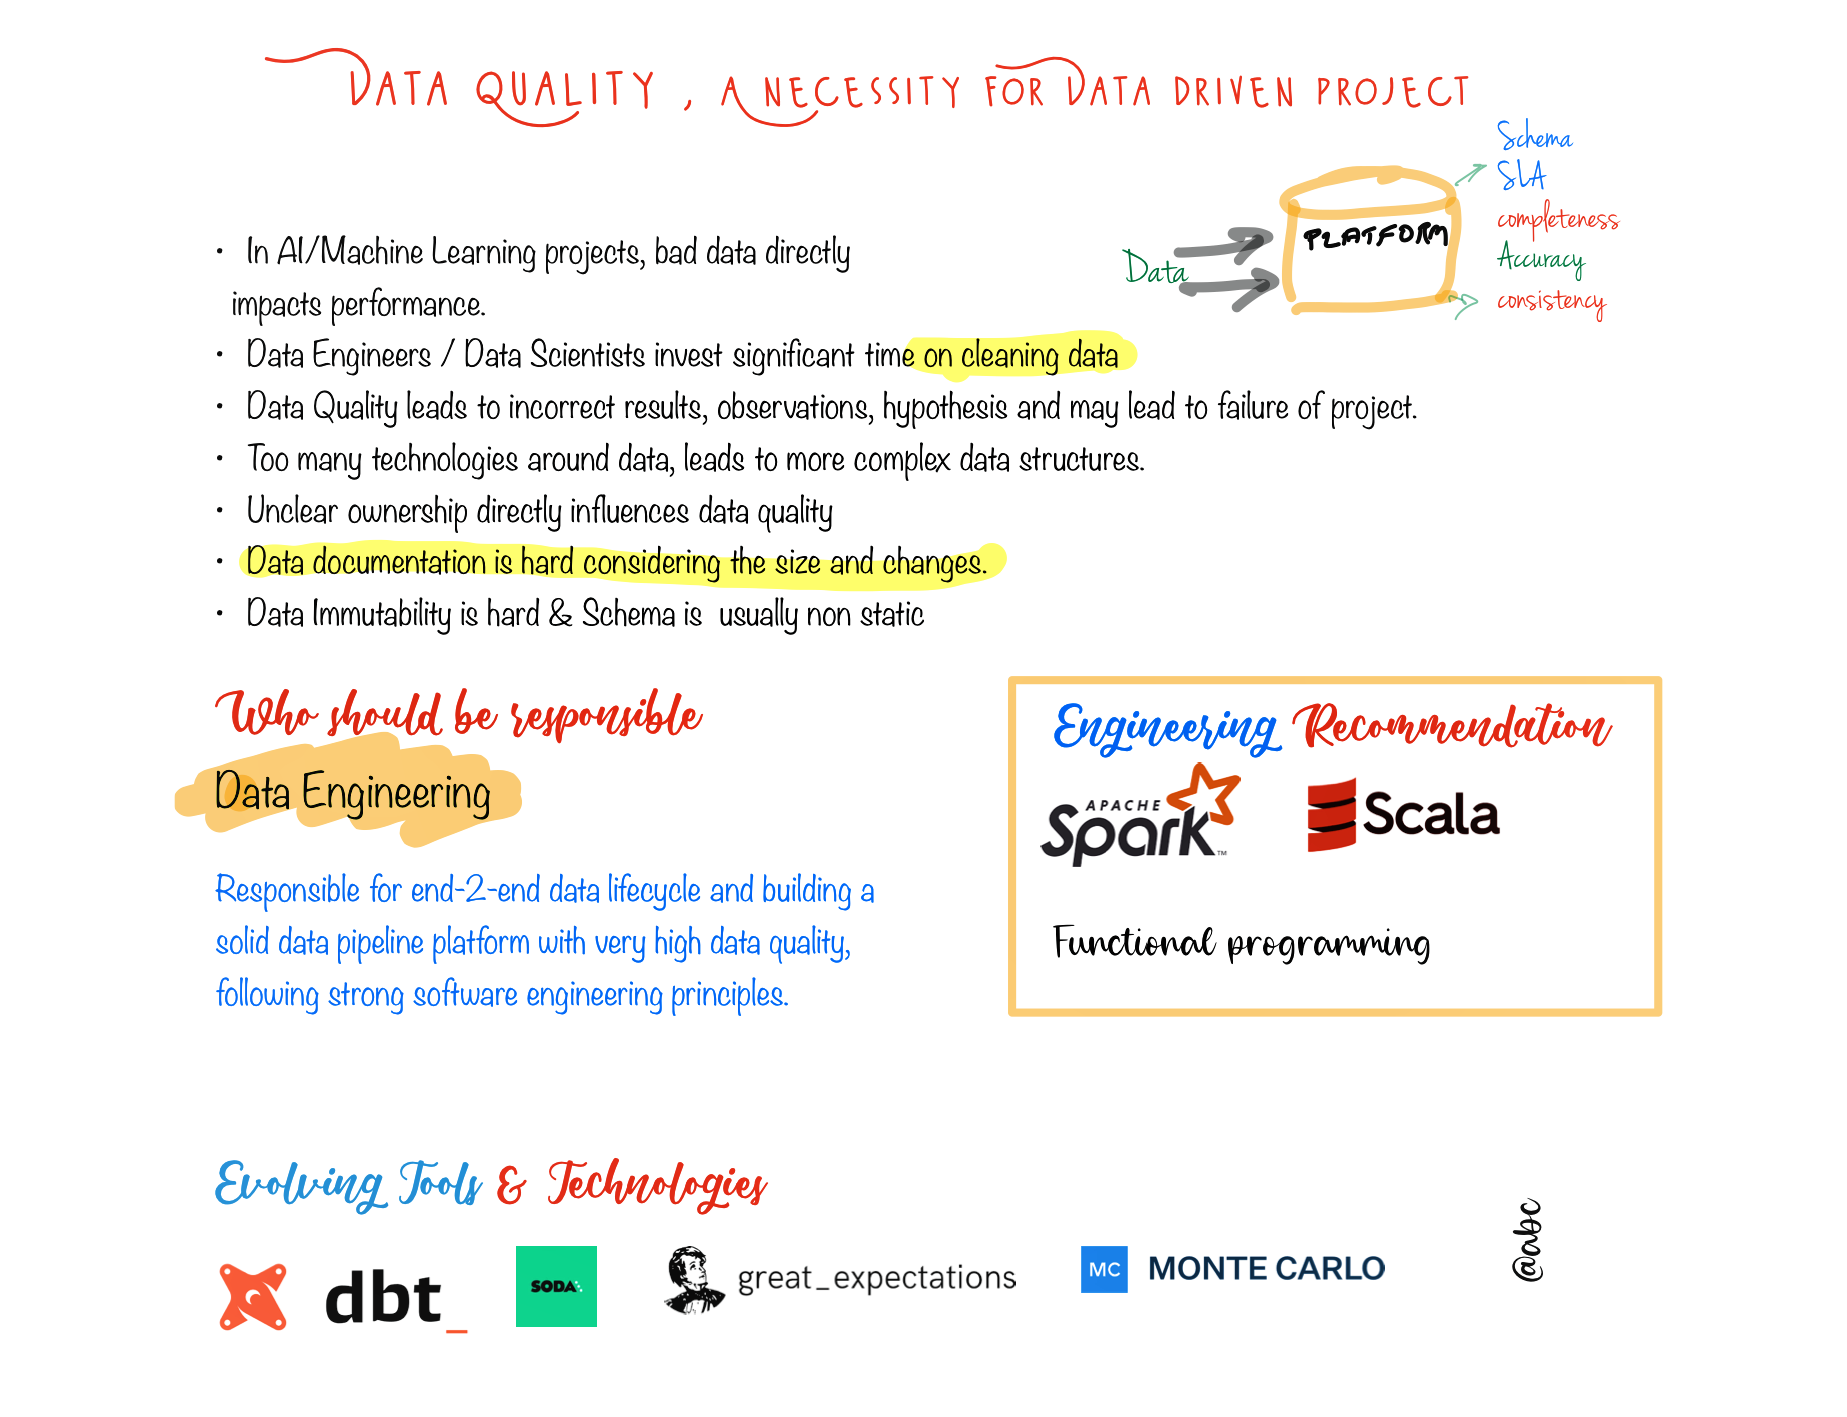 DATA QUALITY , A NECESSITY FOR DATA DRIVEN PROJECT
Schema
SLA
completeness
Accuracy
consistency
PLATFORM
Data
• In AI/Machine Learning projects, bad data directly
impacts performance.
• Data Engineers / Data Scientists invest significant time on cleaning data
• Data Quality leads to incorrect results, observations, hypothesis and may lead to failure of project.
• Too many technologies around data, leads to more complex data structures.
• Unclear ownership directly influences data quality
• Data documentation is hard considering the size and changes.
• Data Immutability is hard & Schema is usually non static
Who should be responsible
Data Engineering
Responsible for end-2-end data lifecycle and building a
solid data pipeline platform with very high data quality,
following strong software engineering principles.
Engineering Recommendation
APACHE
Spark™
Scala
Functional programming
Evolving Tools & Technologies
dbt_
SODA
great_expectations
MC MONTE CARLO
@abc